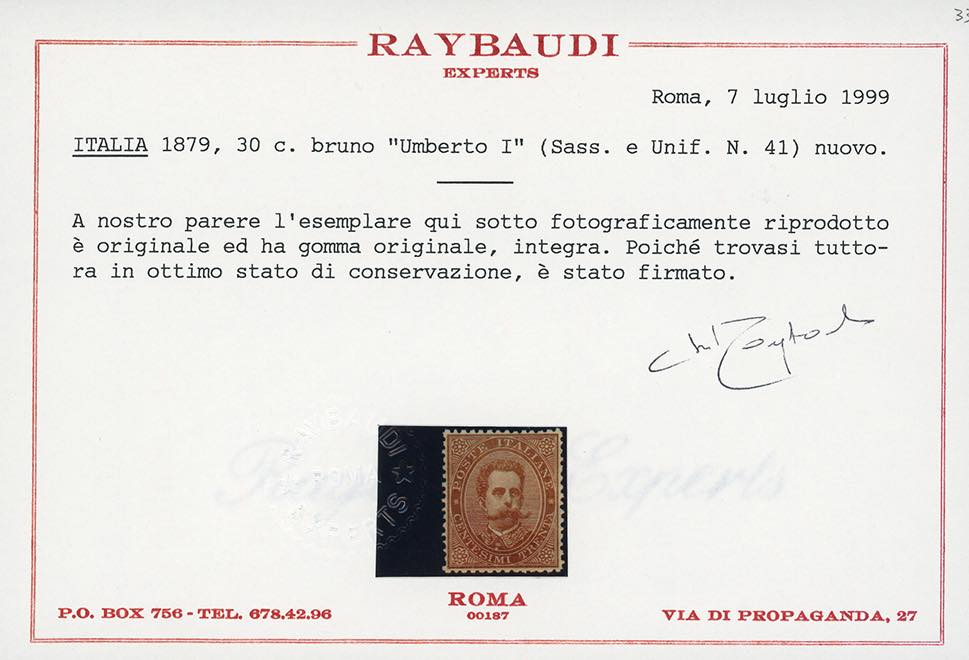 33
RAYBAUDI
EXPERTS
Roma, 7 luglio 1999
ITALIA 1879, 30 c. bruno "Umberto I" (Sass. e Unif. N. 41) nuovo.
A nostro parere l'esemplare qui sotto fotograficamente riprodotto
è originale ed ha gomma originale, integra. Poiché trovasi tutto-
ra in ottimo stato di conservazione, è stato firmato.
POSTE ITALIANE
CENTESIMI TRENTA
Experts
ROMA
00187
P.O. BOX 756 - TEL. 678.42.96
VIA DI PROPAGANDA, 27